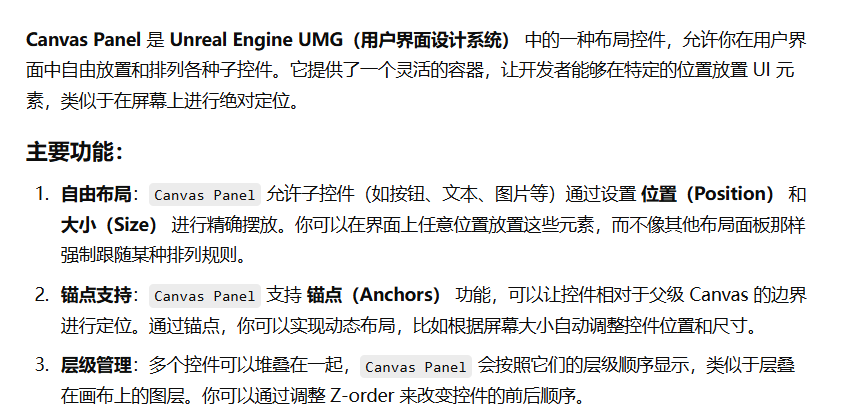 Canvas Panel 是 Unreal Engine UMG（用户界面设计系统） 中的一种布局控件，允许你在用户界
面中自由放置和排列各种子控件。它提供了一个灵活的容器，让开发者能够在特定的位置放置 UI 元
素，类似于在屏幕上进行绝对定位。
主要功能：
1. 自由布局：Canvas Panel 允许子控件（如按钮、文本、图片等）通过设置 位置（Position） 和
大小（Size） 进行精确摆放。你可以在界面上任意位置放置这些元素，而不像其他布局面板那样
强制跟随某种排列规则。
2. 锚点支持：Canvas Panel 支持 锚点（Anchors） 功能，可以让控件相对于父级 Canvas 的边界
进行定位。通过锚点，你可以实现动态布局，比如根据屏幕大小自动调整控件位置和尺寸。
3. 层级管理：多个控件可以堆叠在一起，Canvas Panel 会按照它们的层级顺序显示，类似于层叠
在画布上的图层。你可以通过调整 Z-order 来改变控件的前后顺序。